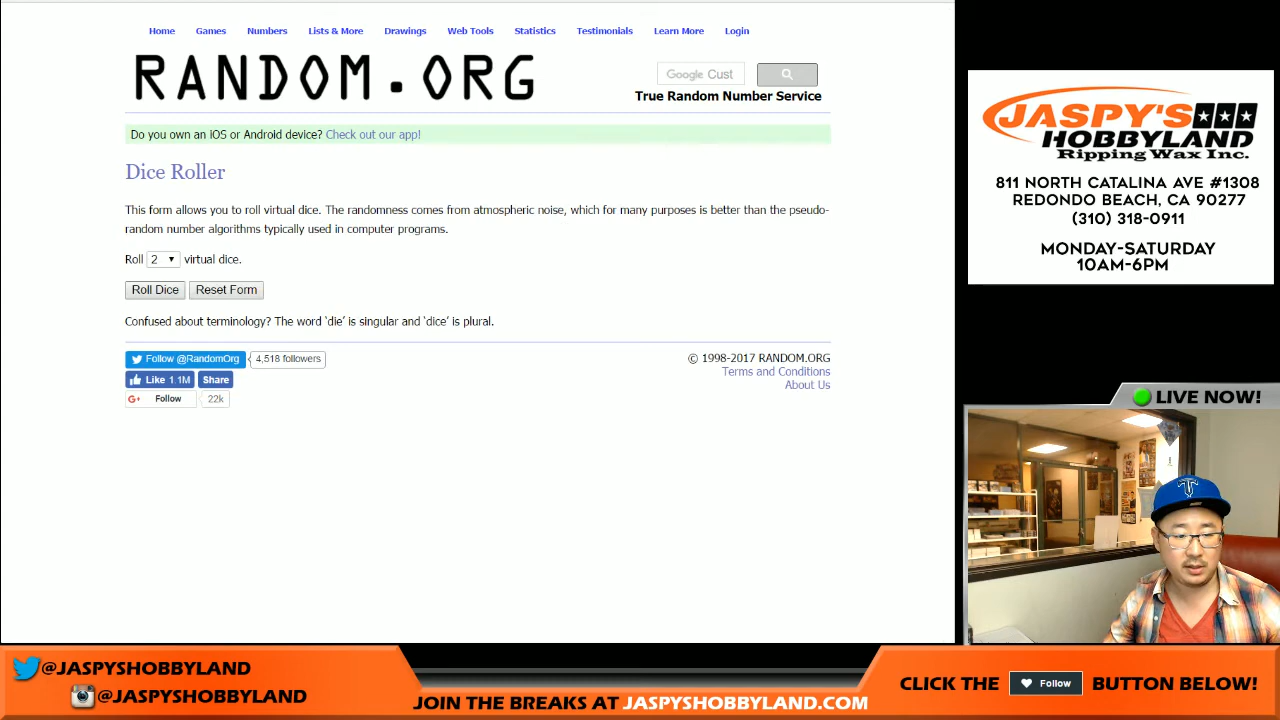 Home Games Numbers Lists & More Drawings Web Tools Statistics Testimonials Learn More Login
RANDOM.ORG
Google Cust
True Random Number Service
Do you own an iOS or Android device? Check out our app!
Dice Roller
This form allows you to roll virtual dice. The randomness comes from atmospheric noise, which for many purposes is better than the pseudo-
random number algorithms typically used in computer programs.
Roll 2 virtual dice.
Roll Dice Reset Form
Confused about terminology? The word 'die' is singular and 'dice' is plural.
Follow @RandomOrg 4,518 followers
Like 1.1M Share
G+ Follow 22k
© 1998-2017 RANDOM.ORG
Terms and Conditions
About Us
JASPY'S
HOBBYLAND
Ripping Wax Inc.
811 NORTH CATALINA AVE #1308
REDONDO BEACH, CA 90277
(310) 318-0911
MONDAY-SATURDAY
10AM-6PM
LIVE NOW!
@JASPYSHOBBYLAND
@JASPYSHOBBYLAND
JOIN THE BREAKS AT JASPYSHOBBYLAND.COM
CLICK THE Follow BUTTON BELOW!